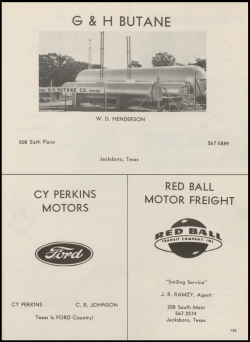 G & H BUTANE
G&H BUTANE CO.
W. D. HENDERSON
508 Sixth Place
567-5889
Jacksboro, Texas
CY PERKINS
MOTORS
Ford
CY PERKINS
C. R. JOHNSON
Texas Is FORD Country!
RED BALL
MOTOR FREIGHT
RED BALL
TRANSIT COMPANY, INC
"Smiling Service"
J. R. RAMZY, Agent
208 South Main
567-2574
Jacksboro, Texas